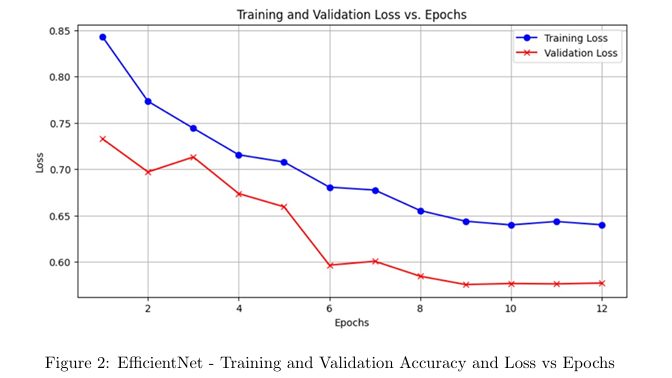 Training and Validation Loss vs. Epochs
Training Loss
Validation Loss
0.85
0.80
0.75
0.70
0.65
0.60
Loss
2 4 6 8 10 12
Epochs
Figure 2: EfficientNet - Training and Validation Accuracy and Loss vs Epochs